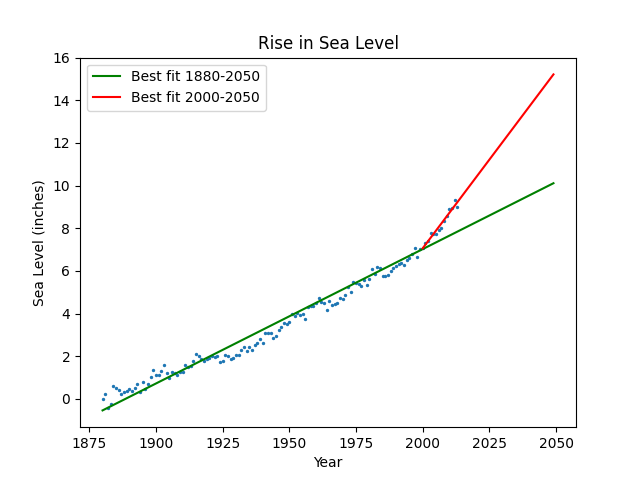 Rise in Sea Level
Best fit 1880-2050
Best fit 2000-2050
Sea Level (inches)
16
14
12
10
8
6
4
2
0
1875 1900 1925 1950 1975 2000 2025 2050
Year